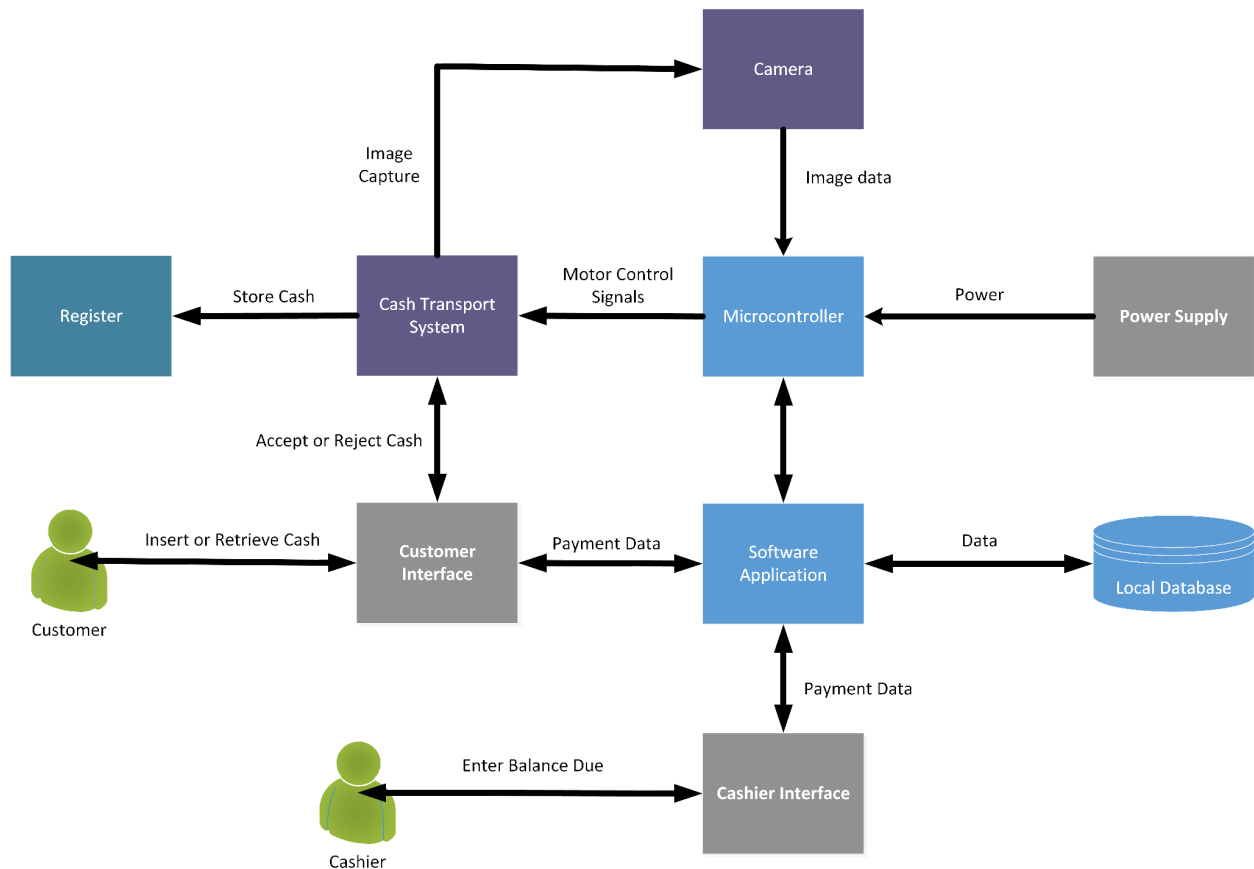 Camera
Image
Capture
Image data
Register
Store Cash
Cash Transport
System
Motor Control
Signals
Microcontroller
Power
Power Supply
Accept or Reject Cash
Customer
Insert or Retrieve Cash
Customer
Interface
Payment Data
Software
Application
Data
Local Database
Payment Data
Cashier
Enter Balance Due
Cashier Interface